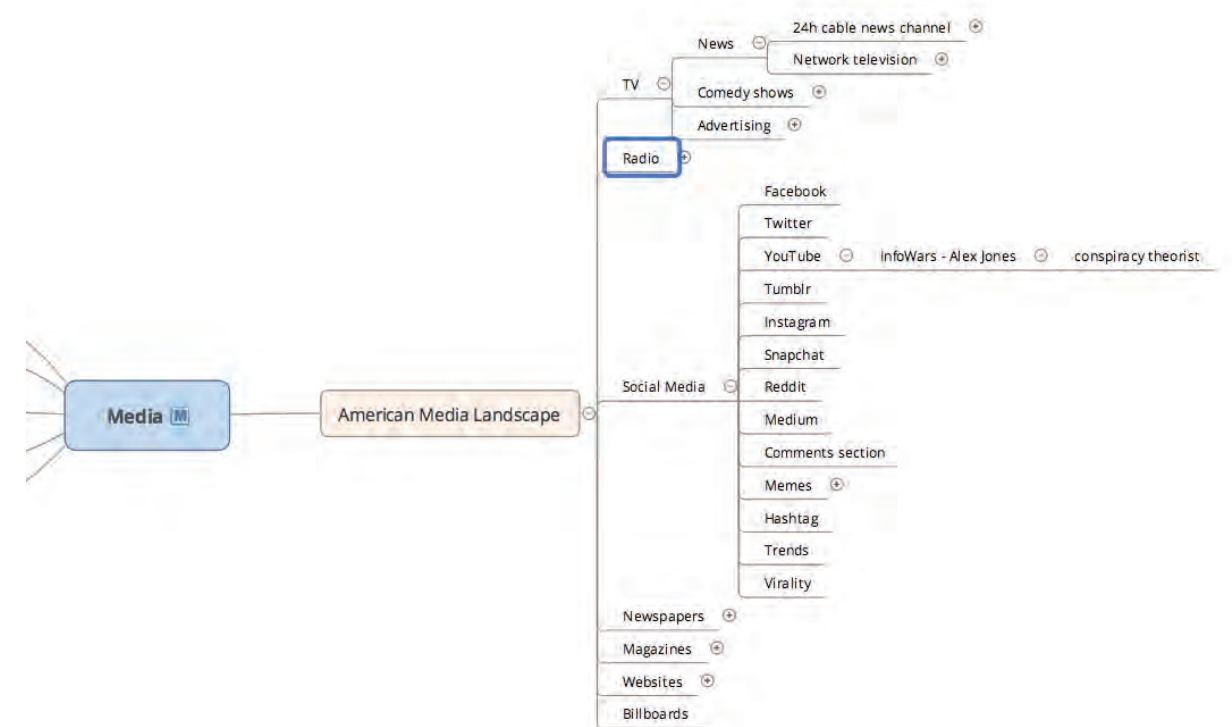 24h cable news channel
News
Network television
TV
Comedy shows
Advertising
Radio
Facebook
Twitter
YouTube InfoWars - Alex Jones conspiracy theorist
Tumblr
Instagram
Snapchat
Social Media Reddit
Media M American Media Landscape Medium
Comments section
Memes
Hashtag
Trends
Virality
Newspapers
Magazines
Websites
Billboards